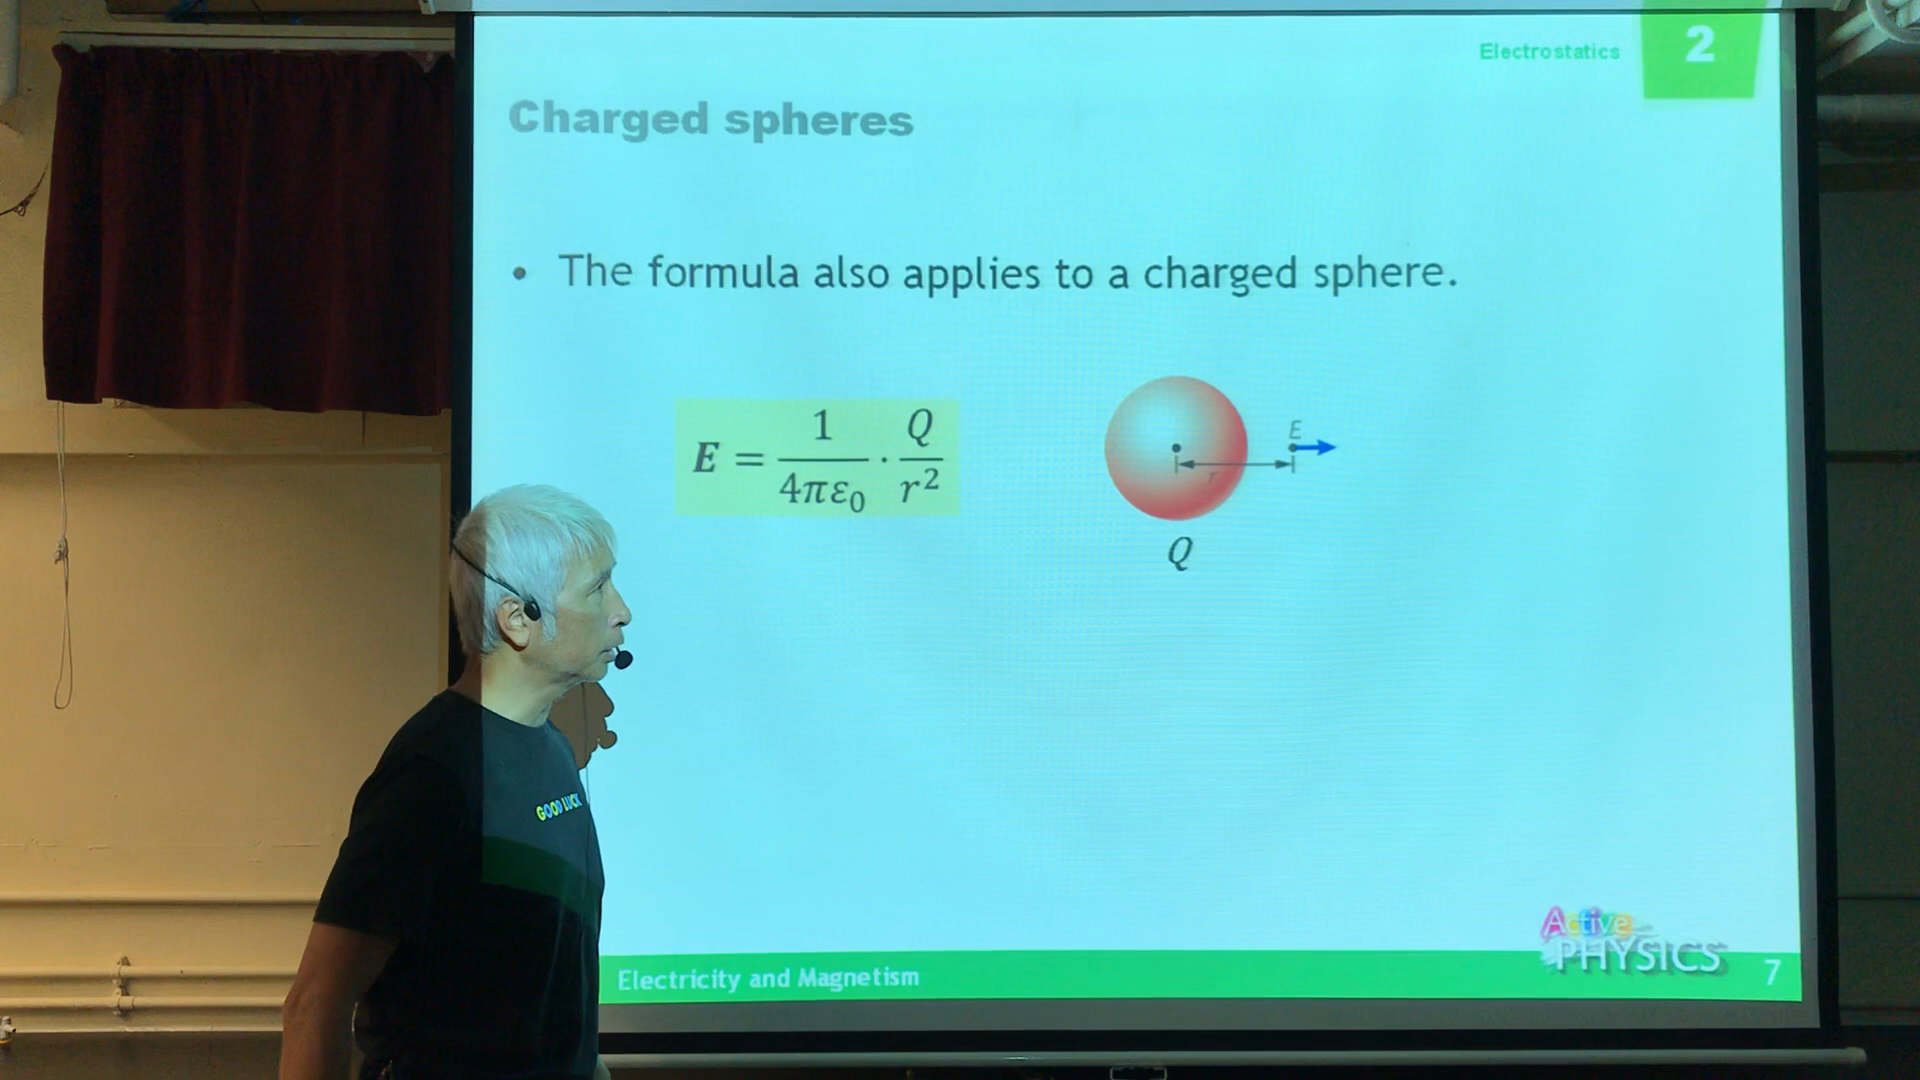 Electrostatics
2
Charged spheres
• The formula also applies to a charged sphere.
E = 1/4πε₀ · Q/r²
E
r
Q
GOOD LUCK
Active
PHYSICS
Electricity and Magnetism
7